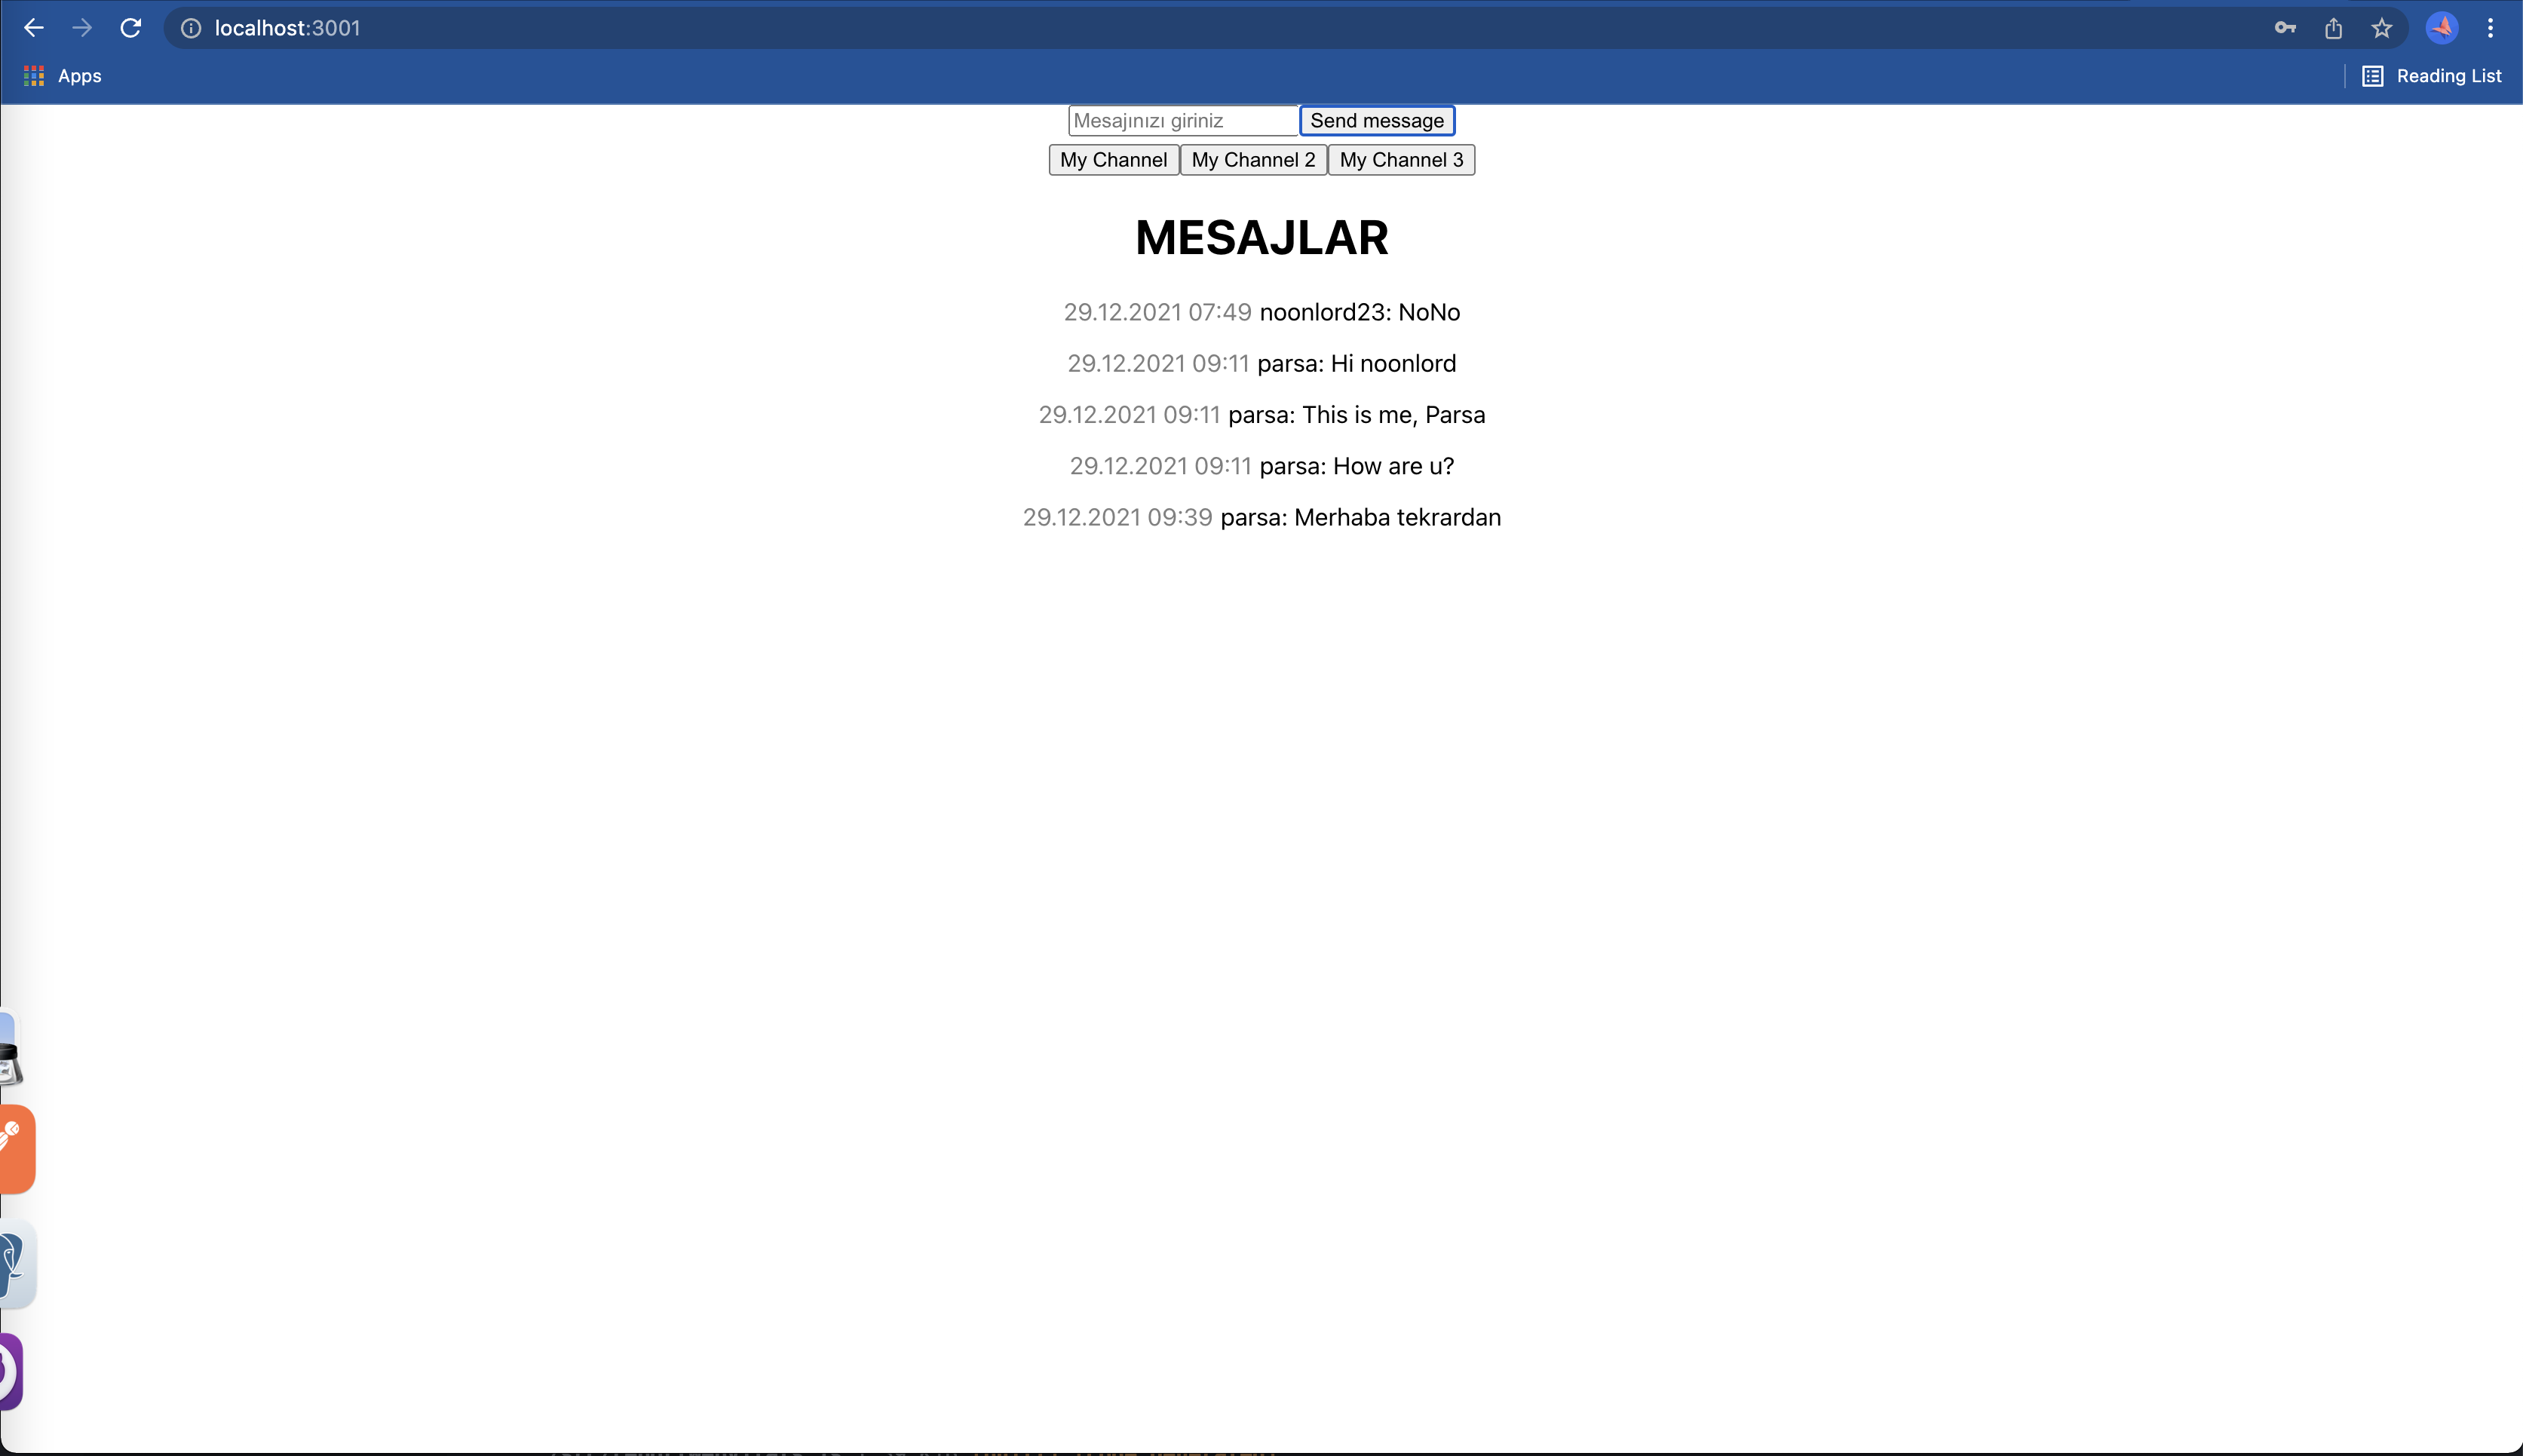 localhost:3001
Apps
Reading List
Mesajınızı giriniz Send message
My Channel My Channel 2 My Channel 3
MESAJLAR
29.12.2021 07:49 noonlord23: NoNo
29.12.2021 09:11 parsa: Hi noonlord
29.12.2021 09:11 parsa: This is me, Parsa
29.12.2021 09:11 parsa: How are u?
29.12.2021 09:39 parsa: Merhaba tekrardan